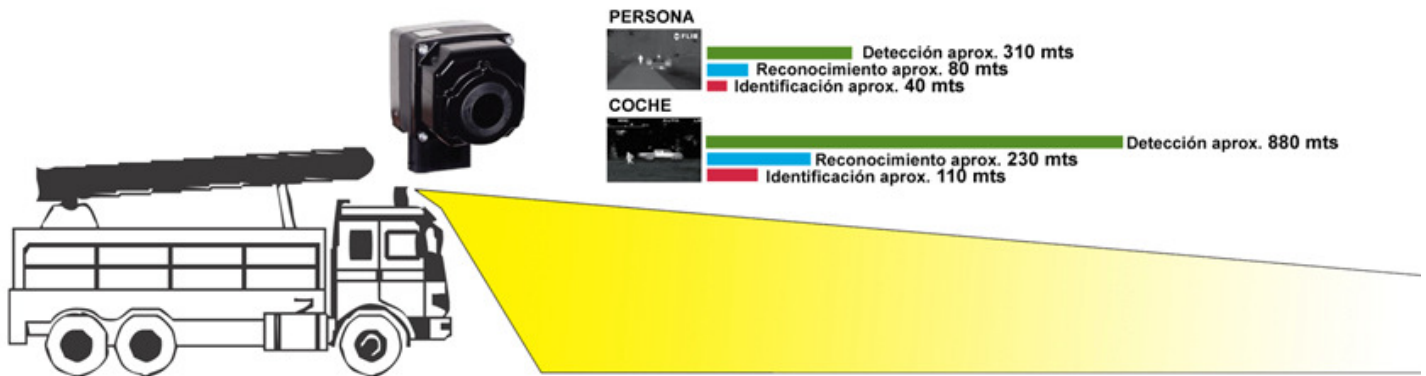 PERSONA
FLIR
Detección aprox. 310 mts
Reconocimiento aprox. 80 mts
Identificación aprox. 40 mts
COCHE
Detección aprox. 880 mts
Reconocimiento aprox. 230 mts
Identificación aprox. 110 mts